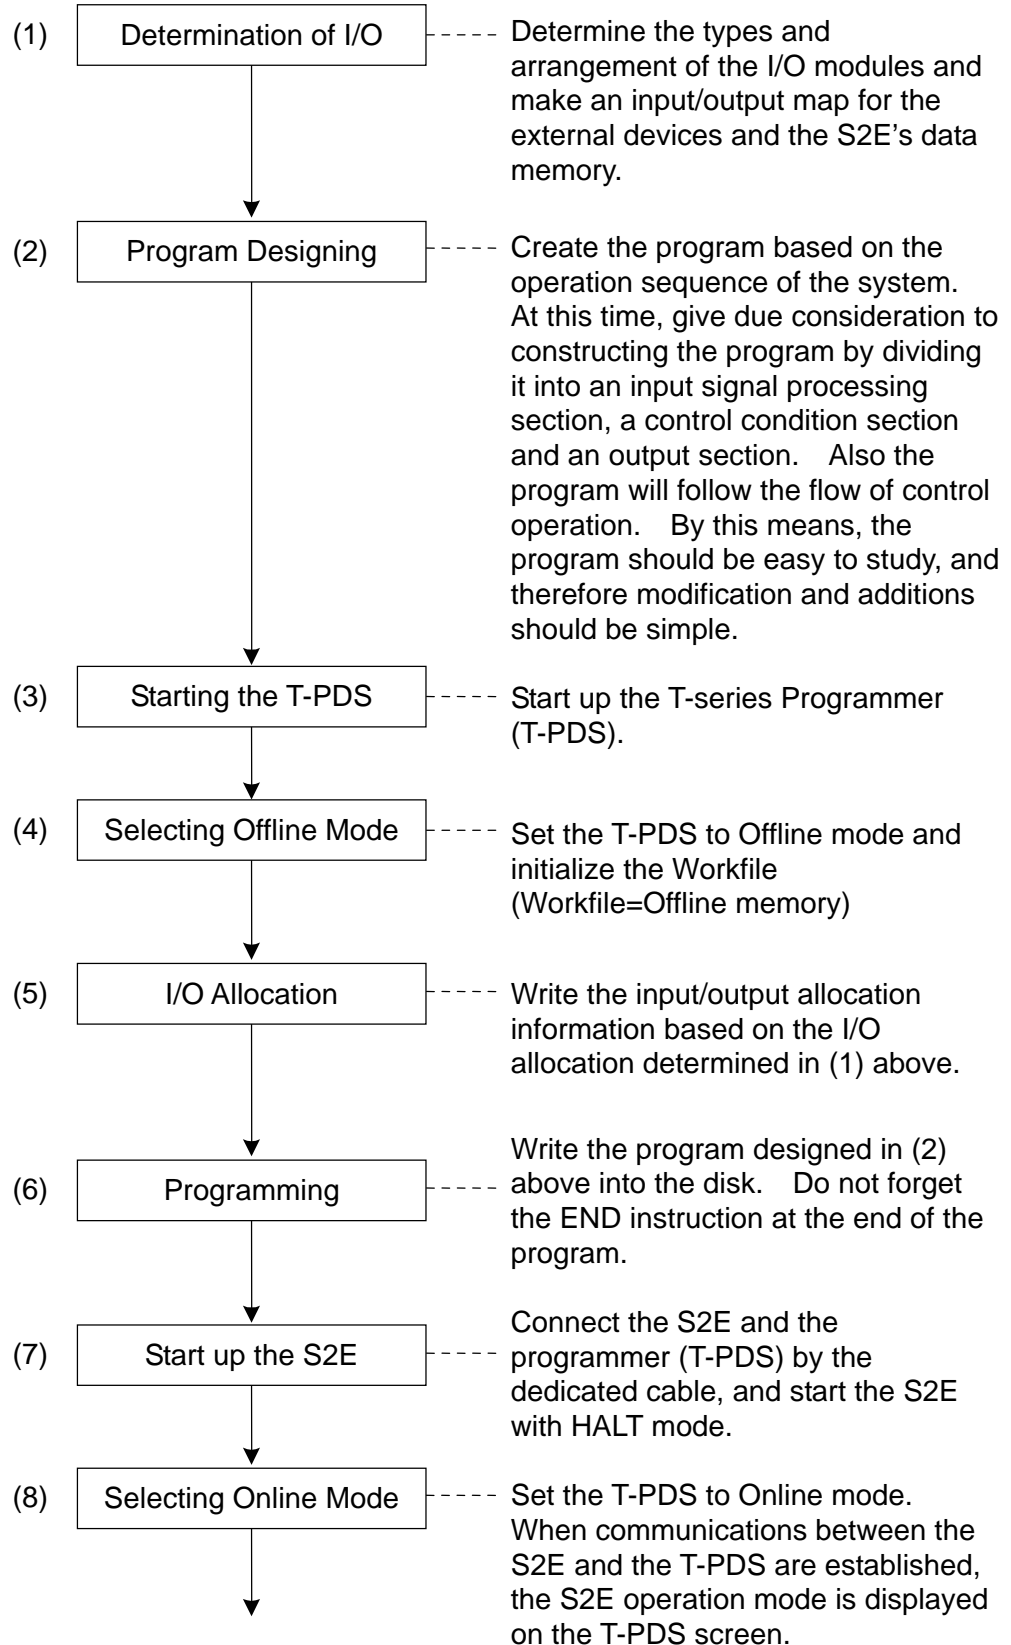 (1) Determination of I/O Determine the types and
arrangement of the I/O modules and
make an input/output map for the
external devices and the S2E’s data
memory.
(2) Program Designing Create the program based on the
operation sequence of the system.
At this time, give due consideration to
constructing the program by dividing
it into an input signal processing
section, a control condition section
and an output section. Also the
program will follow the flow of control
operation. By this means, the
program should be easy to study, and
therefore modification and additions
should be simple.
(3) Starting the T-PDS Start up the T-series Programmer
(T-PDS).
(4) Selecting Offline Mode Set the T-PDS to Offline mode and
initialize the Workfile
(Workfile=Offline memory)
(5) I/O Allocation Write the input/output allocation
information based on the I/O
allocation determined in (1) above.
Write the program designed in (2)
(6) Programming above into the disk. Do not forget
the END instruction at the end of the
program.
Connect the S2E and the
(7) Start up the S2E programmer (T-PDS) by the
dedicated cable, and start the S2E
with HALT mode.
(8) Selecting Online Mode Set the T-PDS to Online mode.
When communications between the
S2E and the T-PDS are established,
the S2E operation mode is displayed
on the T-PDS screen.